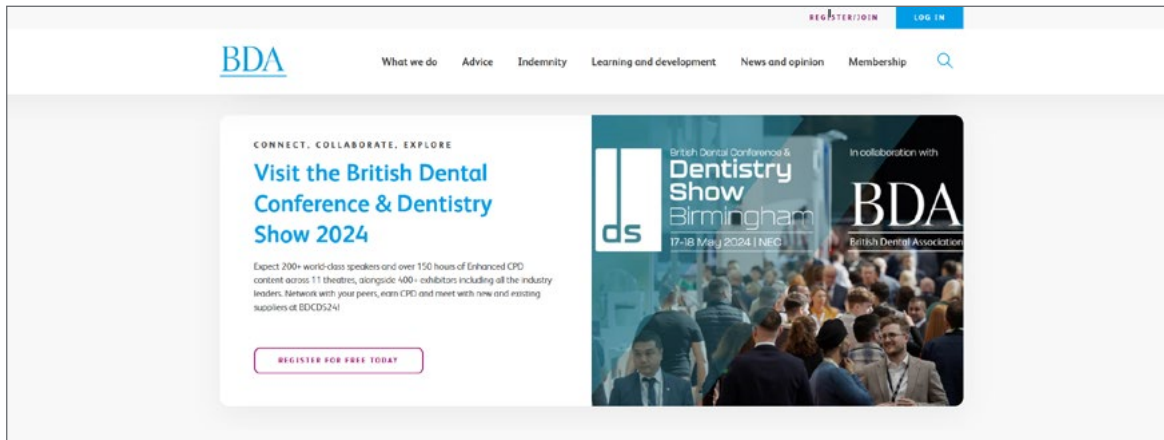 REGISTER/JOIN
LOG IN
BDA
What we do
Advice
Indemnity
Learning and development
News and opinion
Membership
CONNECT, COLLABORATE, EXPLORE
Visit the British Dental
Conference & Dentistry
Show 2024
Expect 200+ world-class speakers and over 150 hours of Enhanced CPD
content across 11 theatres, alongside 400+ exhibitors including all the industry
leaders. Network with your peers, earn CPD and meet with new and existing
suppliers at BDCDS24!
REGISTER FOR FREE TODAY
ds
British Dental Conference &
Dentistry
Show
Birmingham
17-18 May 2024 | NEC
In collaboration with
BDA
British Dental Association